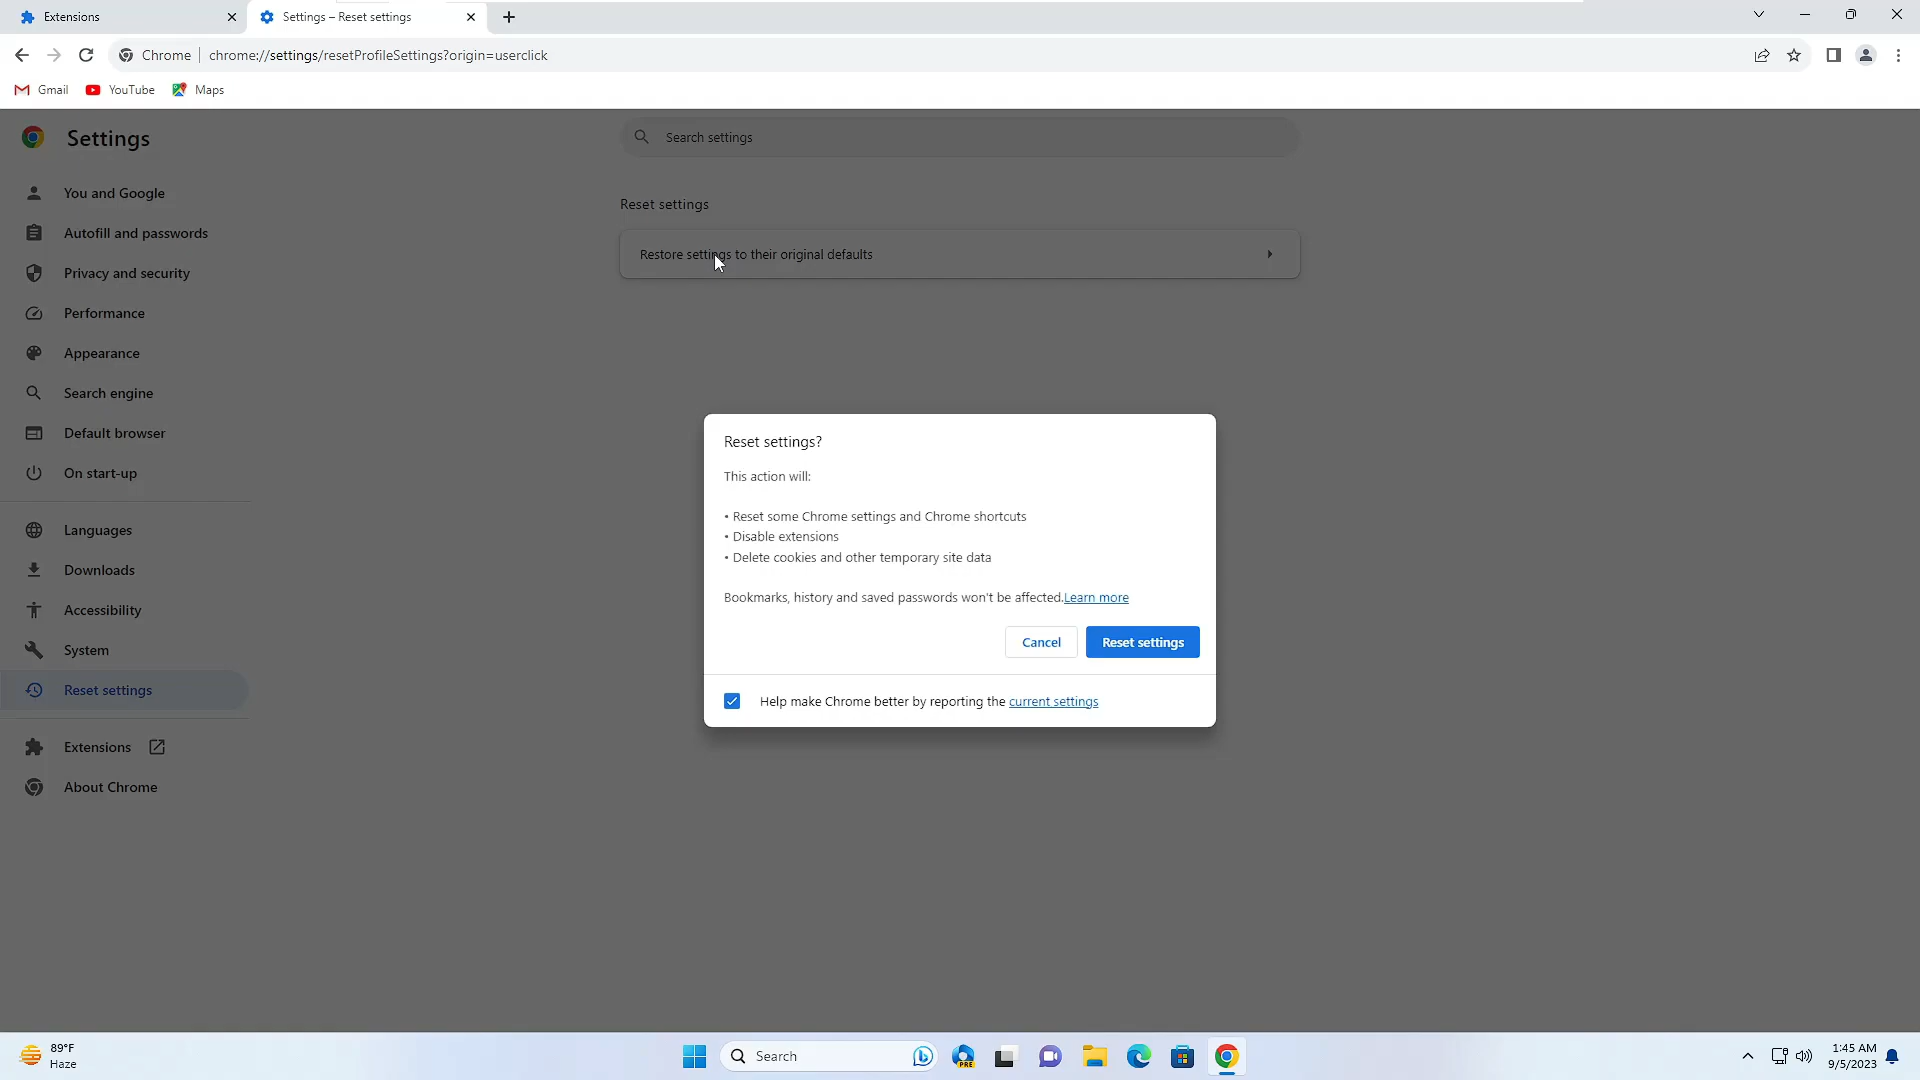 Extensions
Settings – Reset settings
Chrome
chrome://settings/resetProfileSettings?origin=userclick
Gmail
YouTube
Maps
Settings
Search settings
You and Google
Autofill and passwords
Privacy and security
Performance
Appearance
Search engine
Default browser
On start-up
Languages
Downloads
Accessibility
System
Reset settings
Extensions
About Chrome
Reset settings
Restore settings to their original defaults
Reset settings?
This action will:
• Reset some Chrome settings and Chrome shortcuts
• Disable extensions
• Delete cookies and other temporary site data
Bookmarks, history and saved passwords won't be affected.Learn more
Cancel
Reset settings
Help make Chrome better by reporting the current settings
89°F
Haze
Search
PRE
1:45 AM
9/5/2023